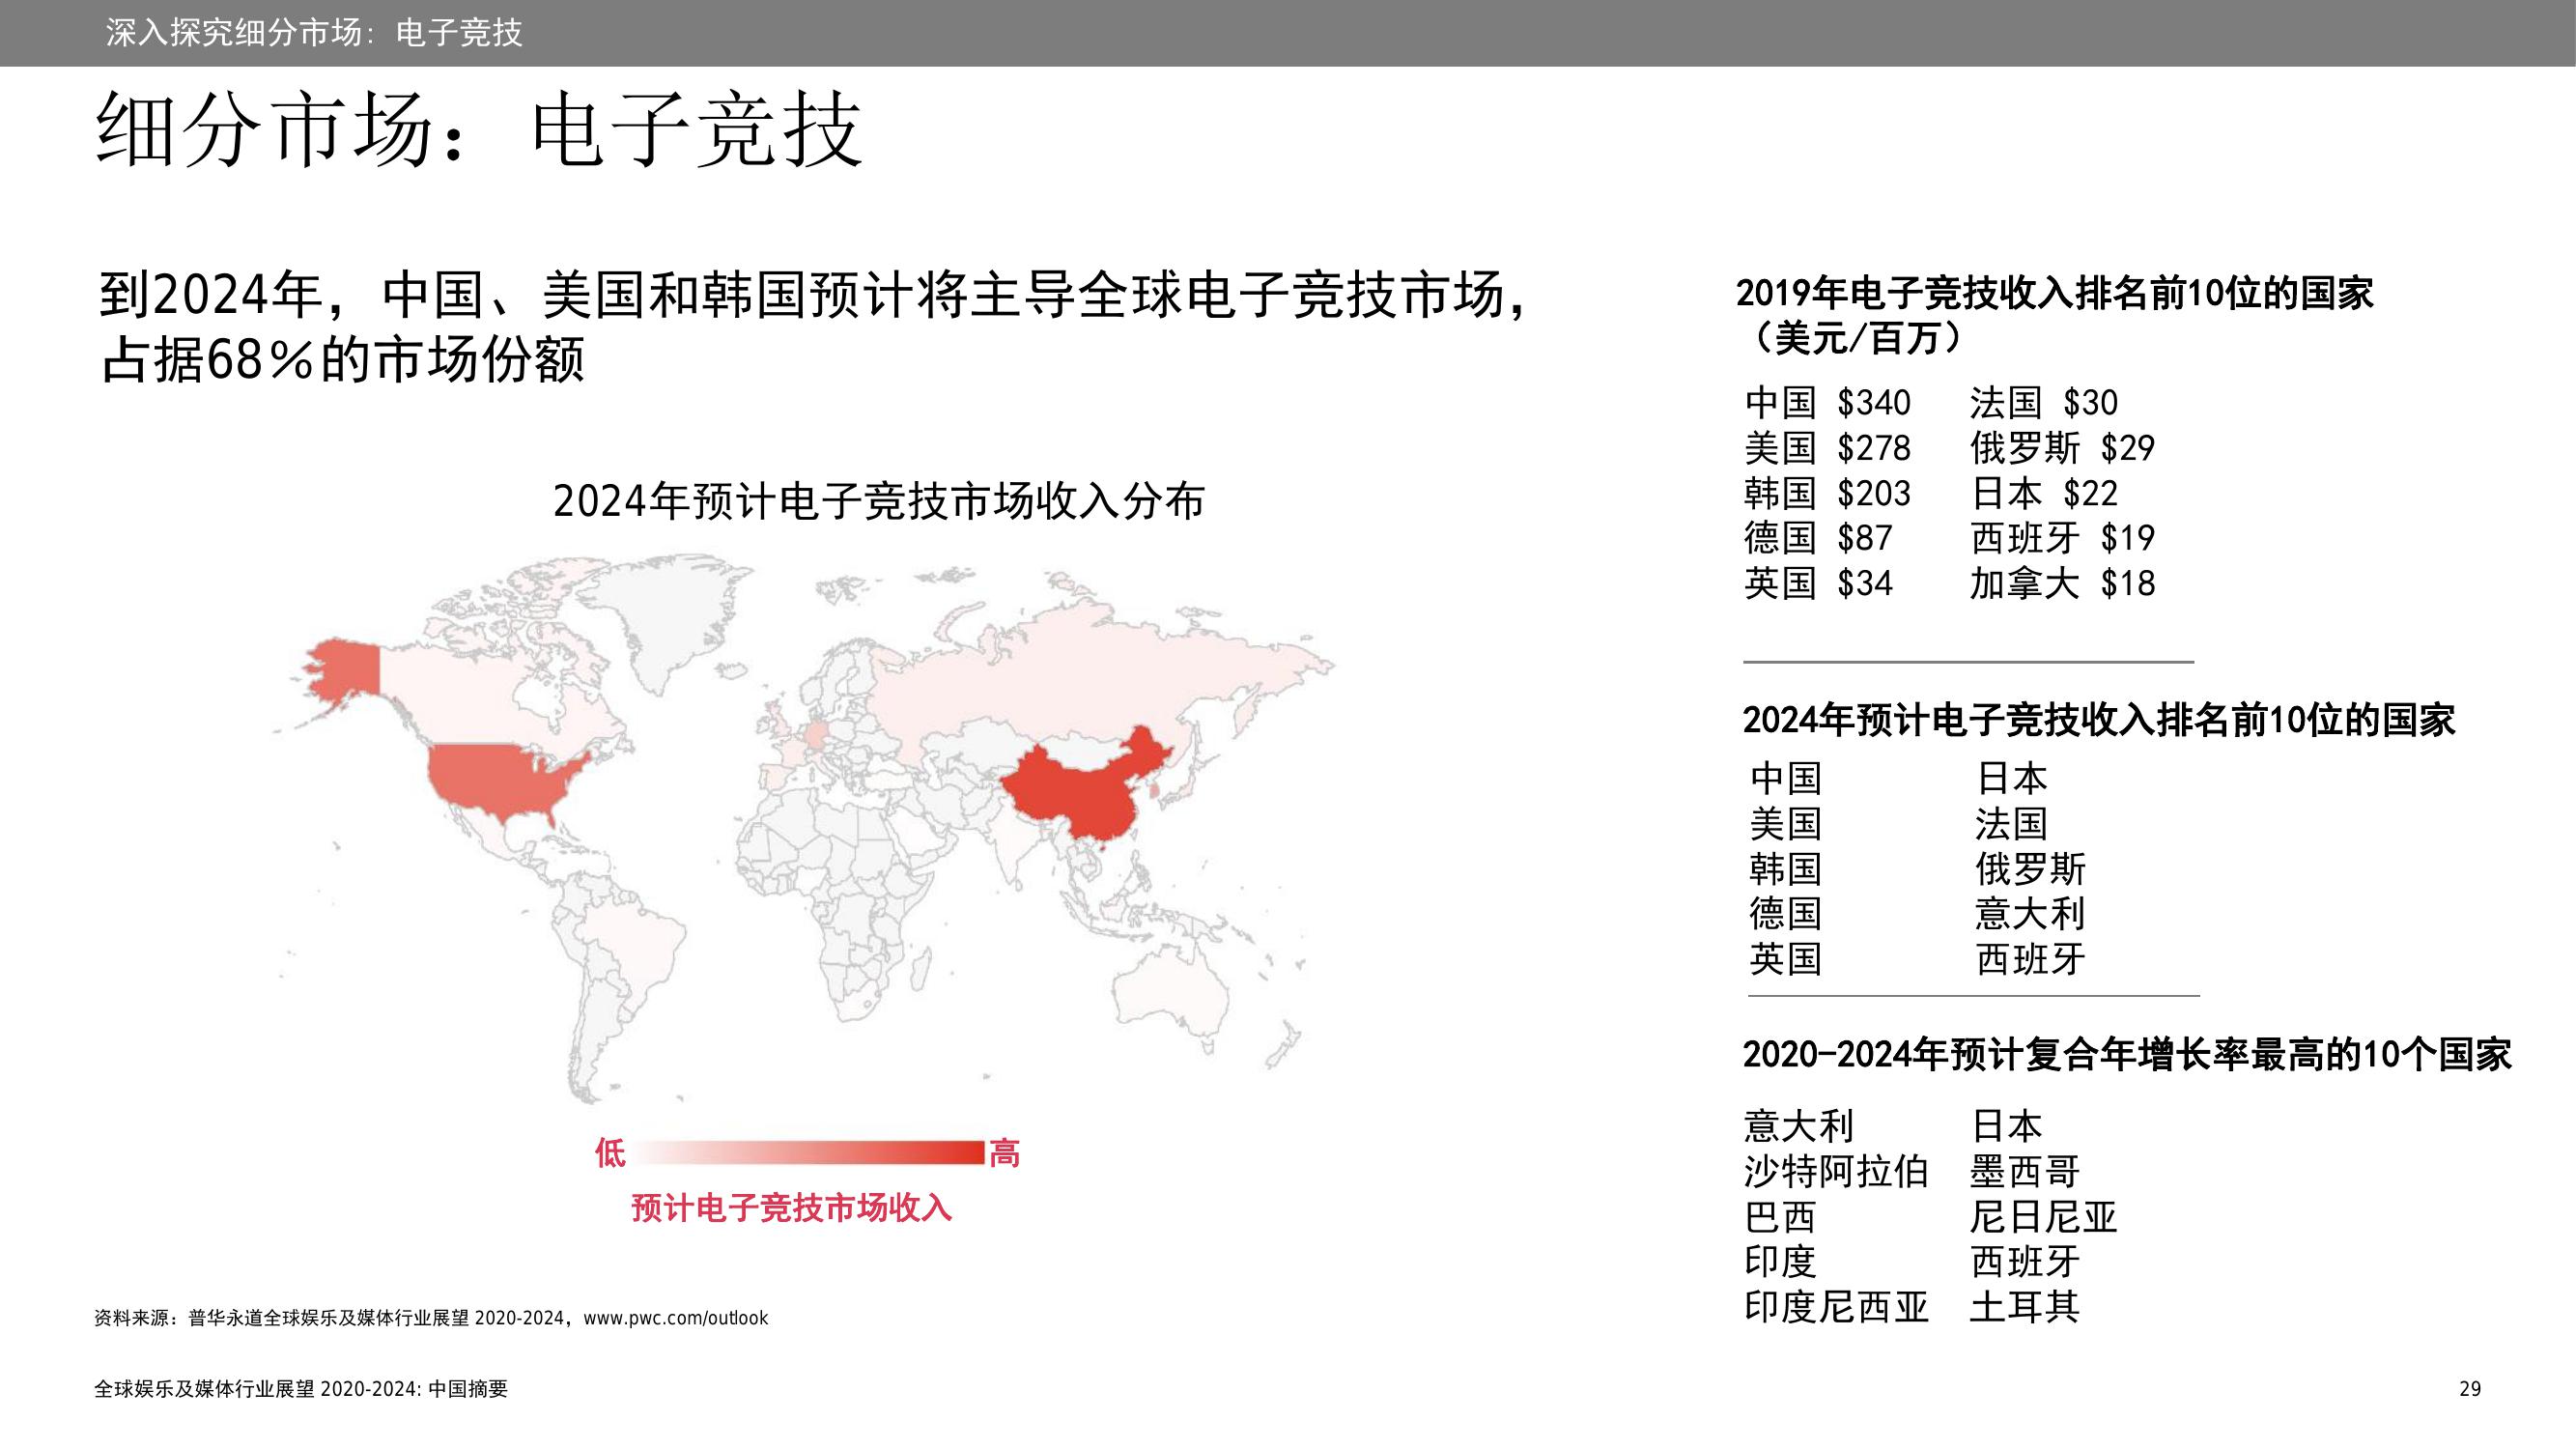 深入探究细分市场：电子竞技
细分市场：电子竞技
到2024年，中国、美国和韩国预计将主导全球电子竞技市场，
占据68%的市场份额
2024年预计电子竞技市场收入分布
低 高
预计电子竞技市场收入
2019年电子竞技收入排名前10位的国家
（美元/百万）
中国 $340 法国 $30
美国 $278 俄罗斯 $29
韩国 $203 日本 $22
德国 $87 西班牙 $19
英国 $34 加拿大 $18
2024年预计电子竞技收入排名前10位的国家
中国 日本
美国 法国
韩国 俄罗斯
德国 意大利
英国 西班牙
2020-2024年预计复合年增长率最高的10个国家
意大利 日本
沙特阿拉伯 墨西哥
巴西 尼日尼亚
印度 西班牙
印度尼西亚 土耳其
资料来源：普华永道全球娱乐及媒体行业展望 2020-2024，www.pwc.com/outlook
全球娱乐及媒体行业展望 2020-2024: 中国摘要
29